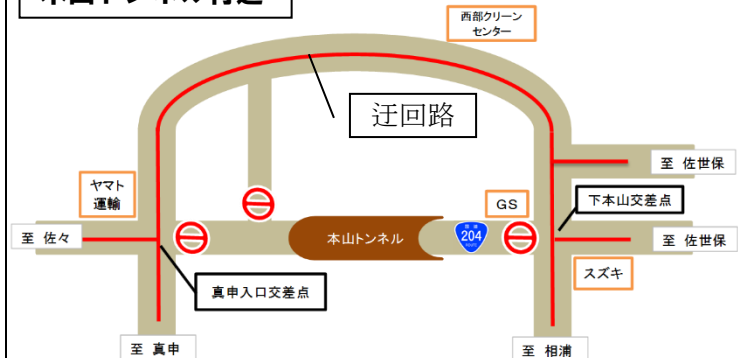 西部クリーン
センター
迂回路
ヤマト
運輸
至 佐世保
GS
下本山交差点
至 佐々
本山トンネル
国道
204
ROUTE
至 佐世保
スズキ
真申入口交差点
至 真申
至 相浦